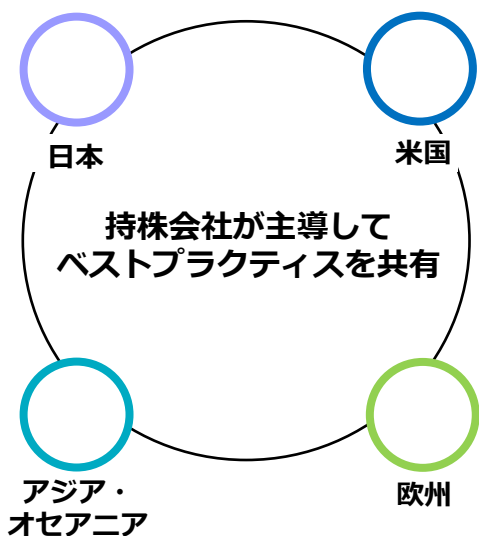 日本
米国
持株会社が主導して
ベストプラクティスを共有
アジア・
オセアニア
欧州